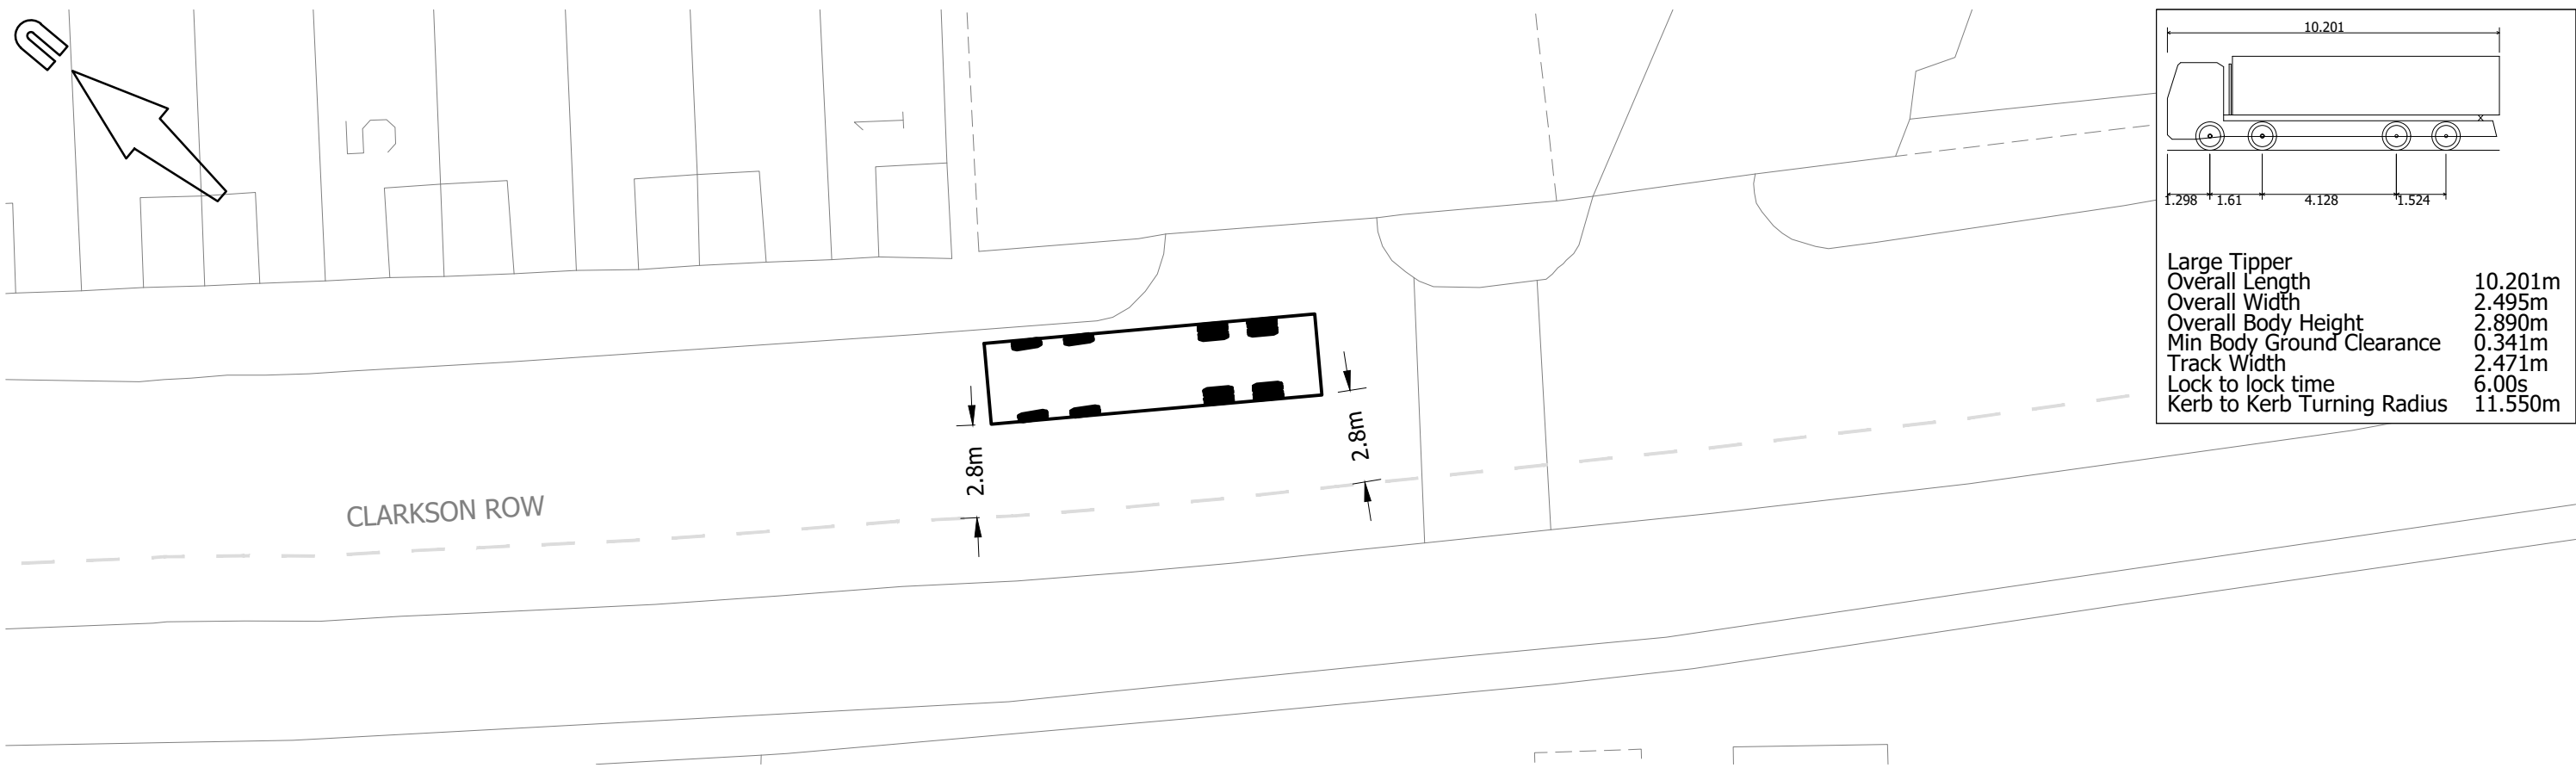 n
5
1
CLARKSON ROW
2.8m
2.8m
10.201
1.298 1.61 4.128 1.524
x
Large Tipper
Overall Length 10.201m
Overall Width 2.495m
Overall Body Height 2.890m
Min Body Ground Clearance 0.341m
Track Width 2.471m
Lock to lock time 6.00s
Kerb to Kerb Turning Radius 11.550m